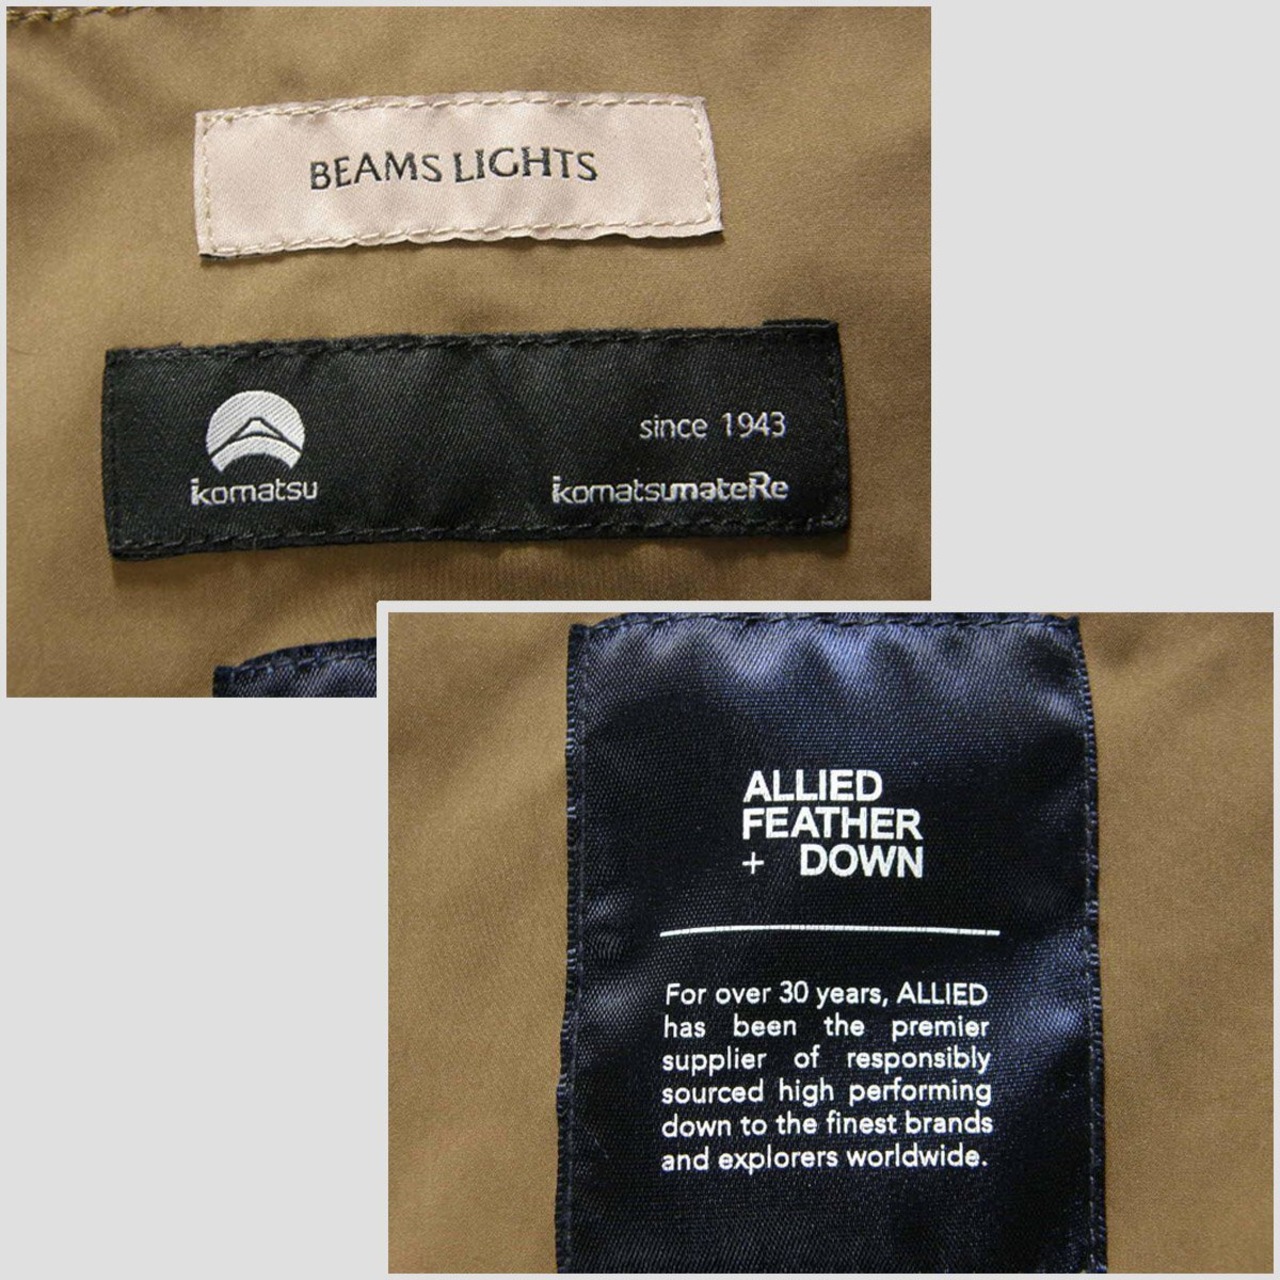 BEAMS LIGHTS
since 1943
komatsu
komatsumateRe
ALLIED
FEATHER
+ DOWN
For over 30 years, ALLIED
has been the premier
supplier of responsibly
sourced high performing
down to the finest brands
and explorers worldwide.